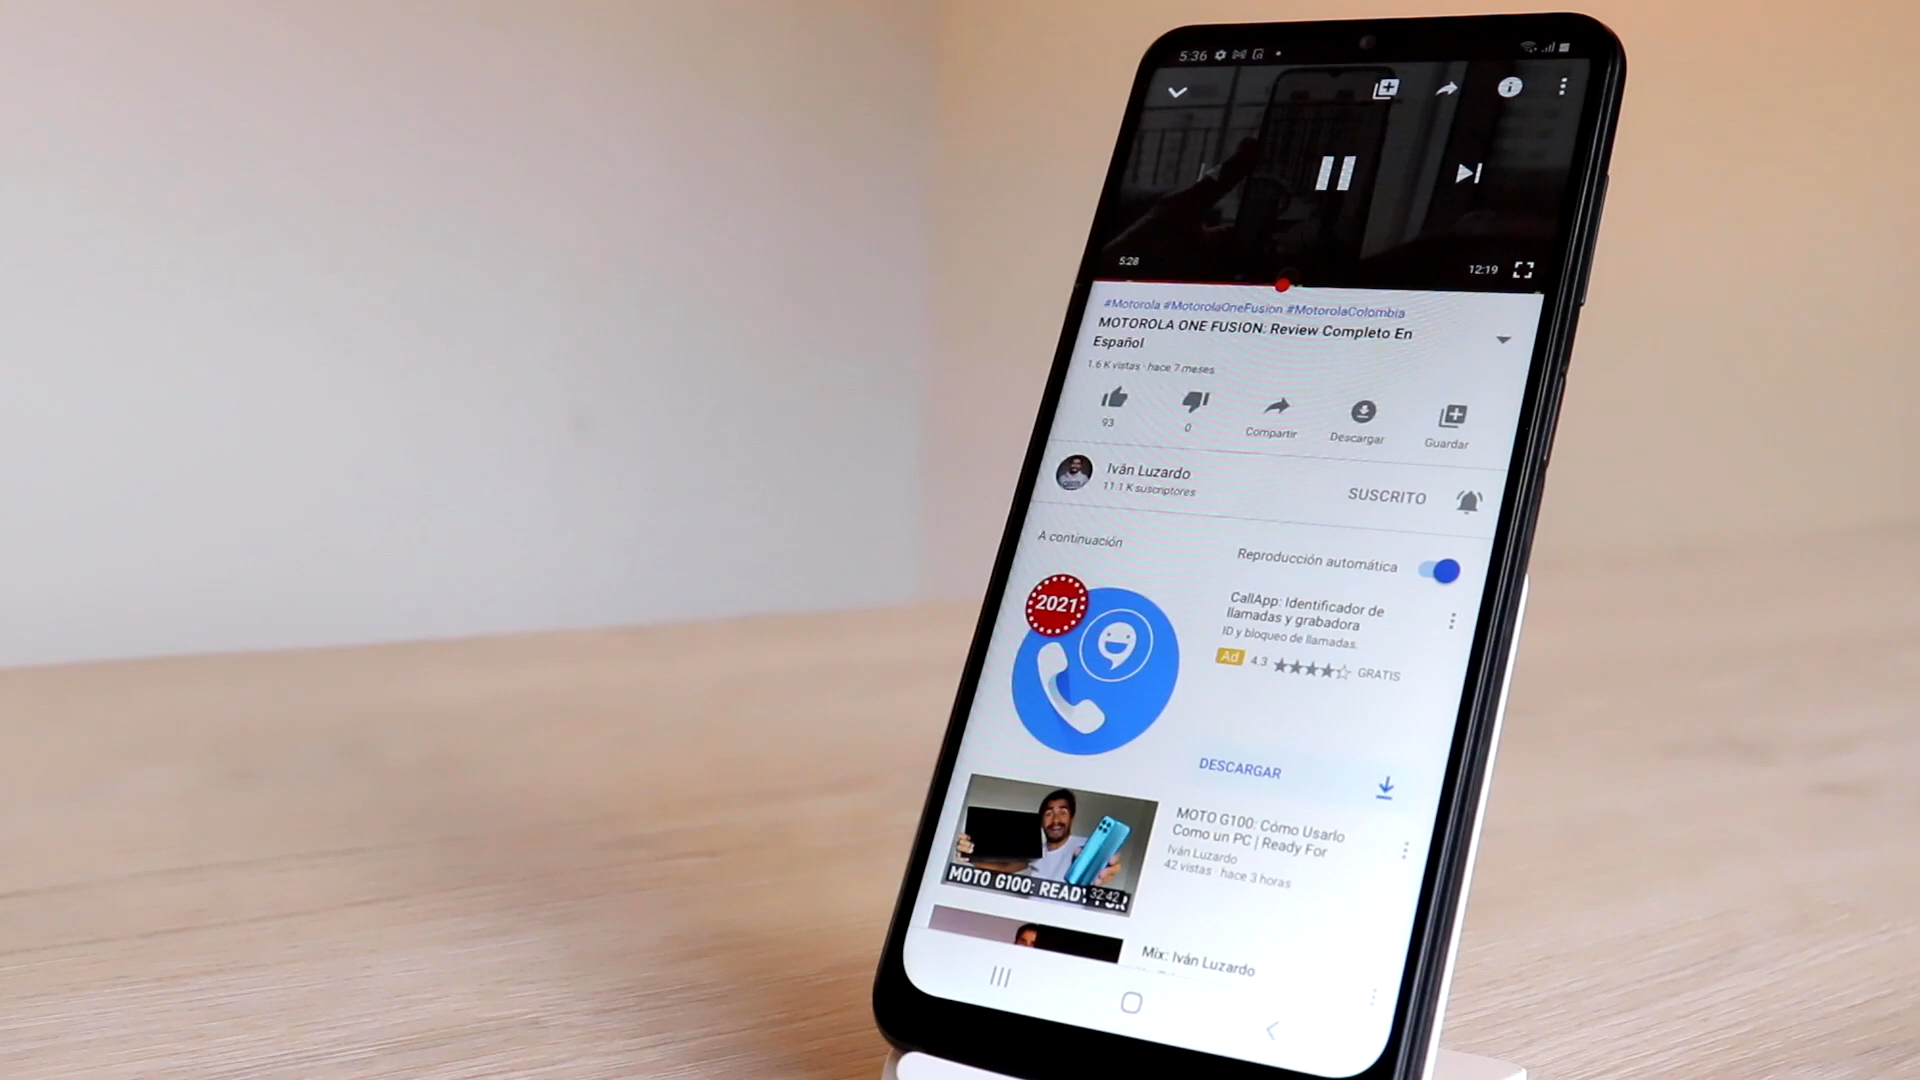 5:36
5:28
12:19
#Motorola #MotorolaOneFusion #MotorolaColombia
MOTOROLA ONE FUSION: Review Completo En
Español
1.6 K vistas · hace 7 meses
93
0
Compartir
Descargar
Guardar
Iván Luzardo
11.1 K suscriptores
SUSCRITO
A continuación
Reproducción automática
2021
CallApp: Identificador de
llamadas y grabadora
ID y bloqueo de llamadas.
Ad 4.3 GRATIS
DESCARGAR
MOTO G100: READY FOR
32:42
MOTO G100: Cómo Usarlo
Como un PC | Ready For
Iván Luzardo
42 vistas · hace 3 horas
Mix: Iván Luzardo